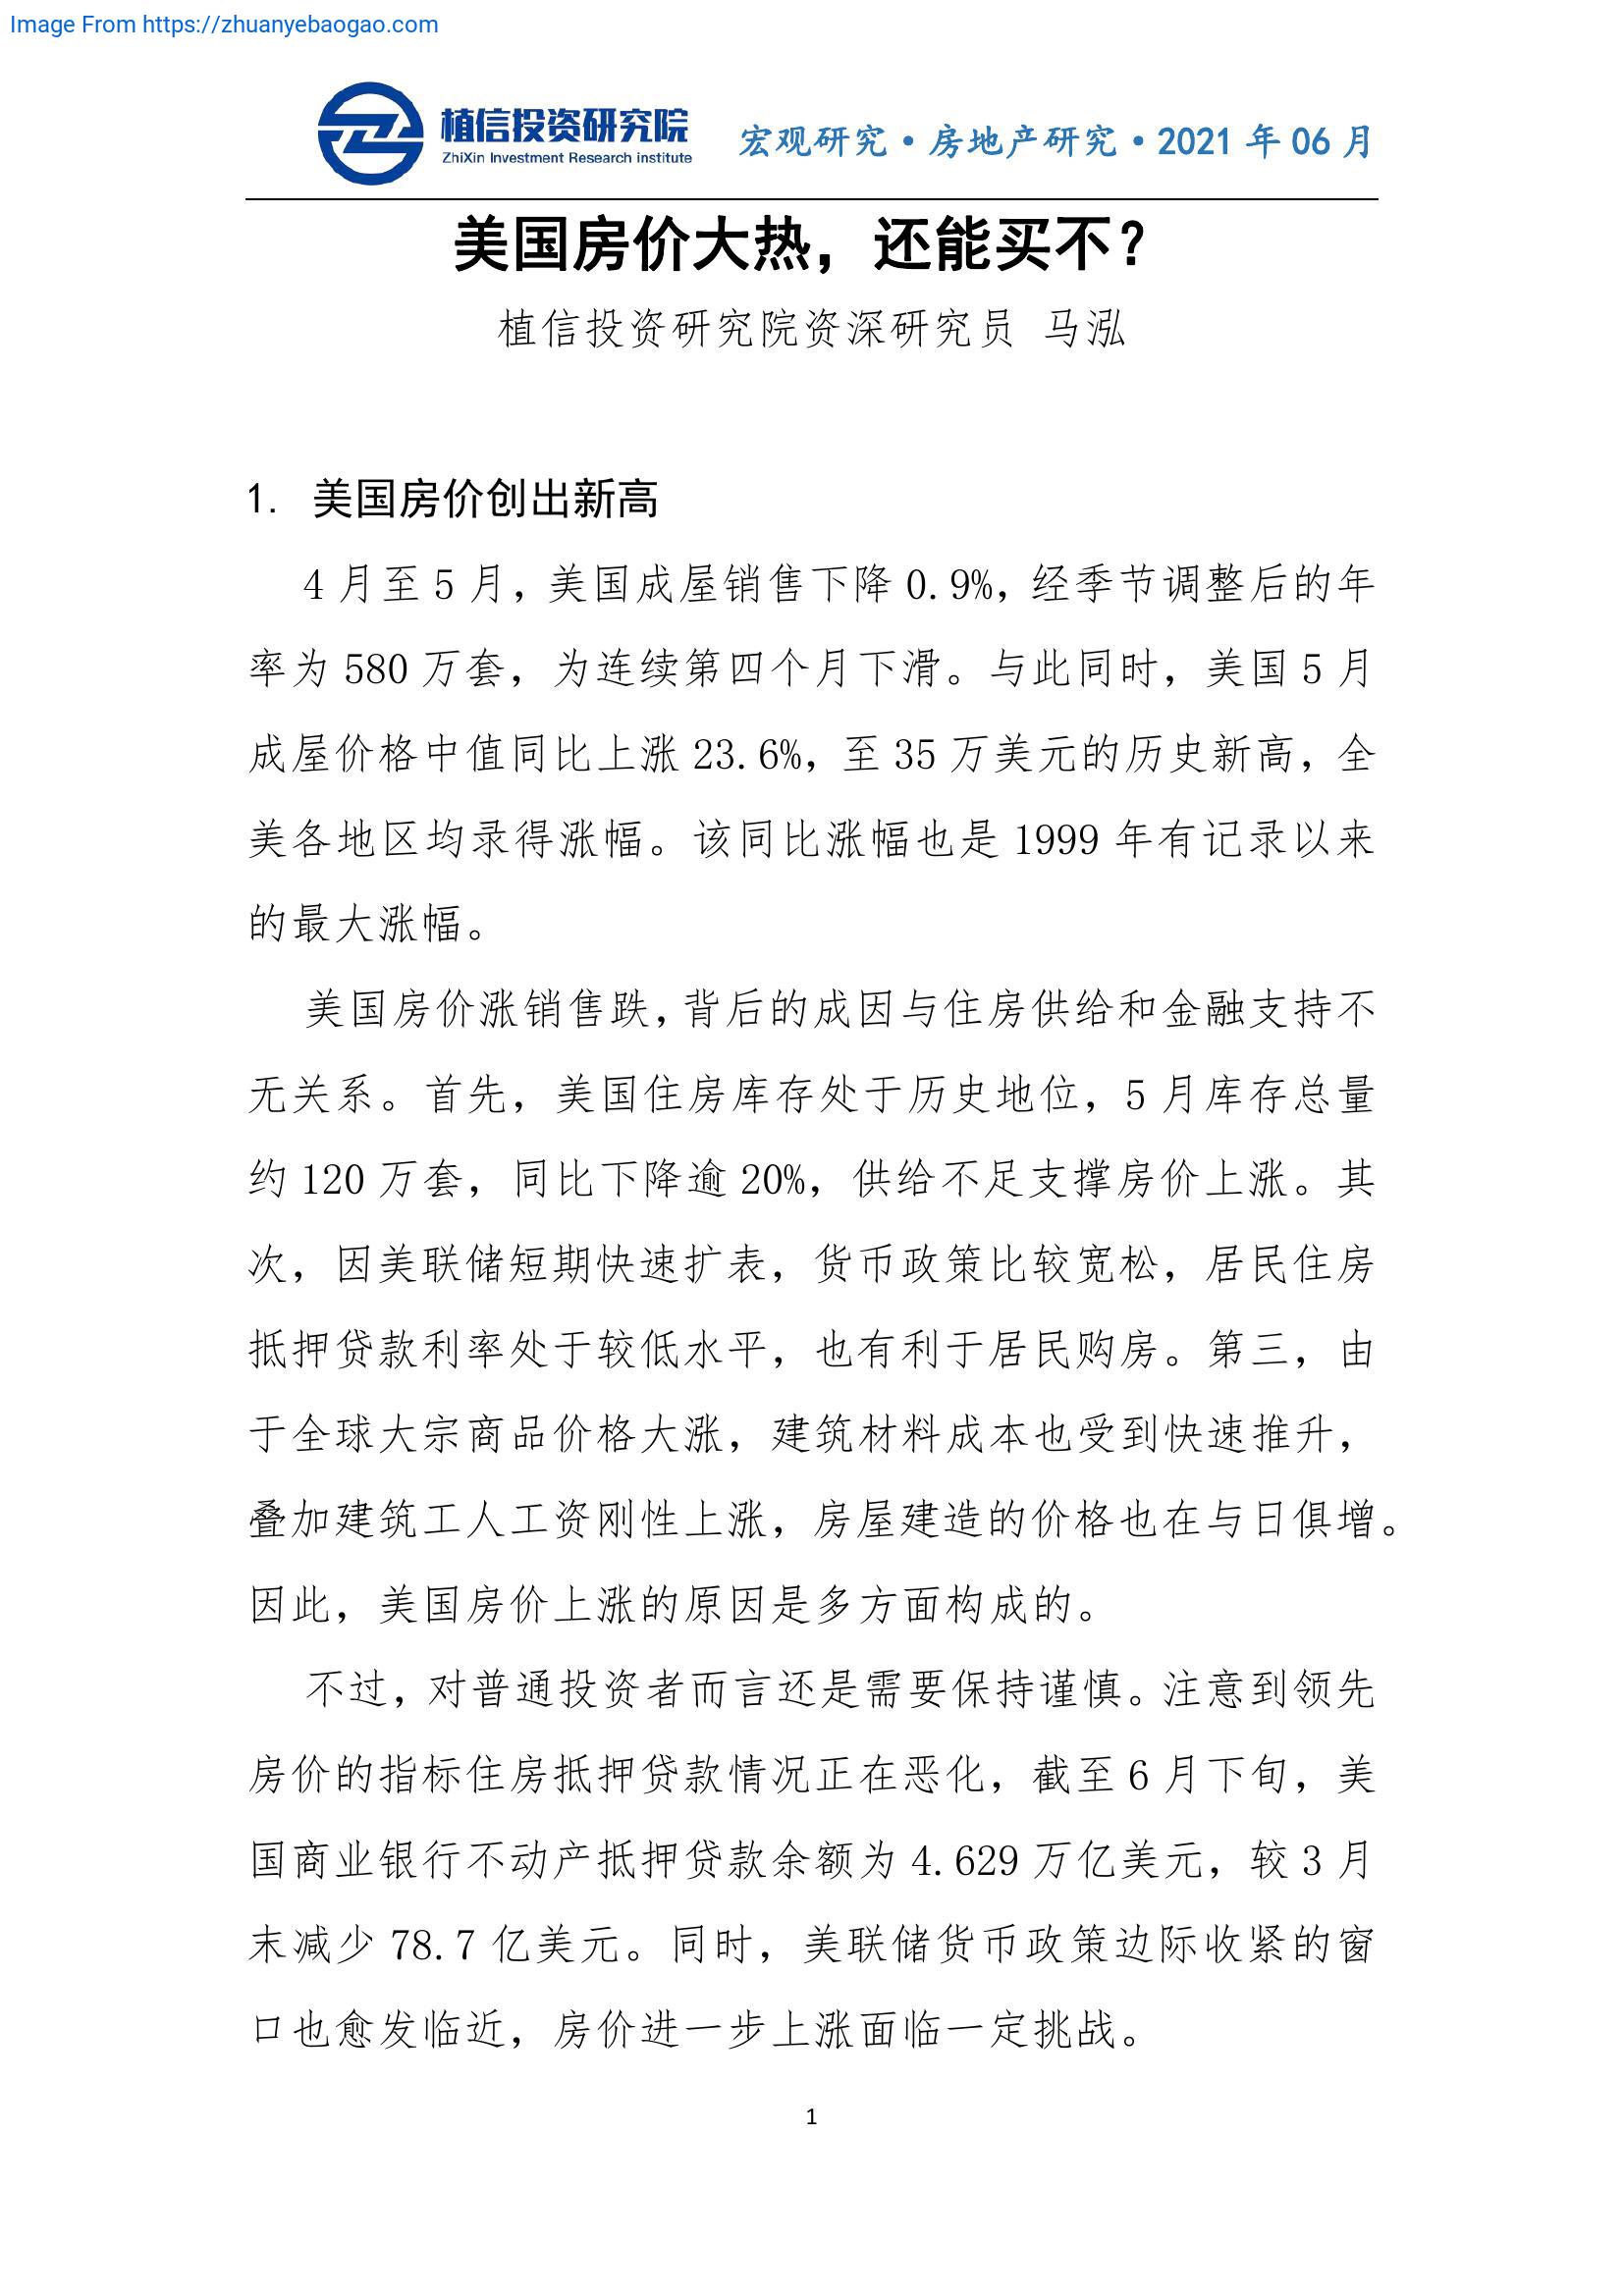 Image From https://zhuanyebaogao.com
植信投资研究院
ZhiXin Investment Research institute
宏观研究·房地产研究·2021 年 06 月
美国房价大热，还能买不？
植信投资研究院资深研究员 马泓
1. 美国房价创出新高
4 月至 5 月，美国成屋销售下降 0.9%，经季节调整后的年
率为 580 万套，为连续第四个月下滑。与此同时，美国 5 月
成屋价格中值同比上涨 23.6%，至 35 万美元的历史新高，全
美各地区均录得涨幅。该同比涨幅也是 1999 年有记录以来
的最大涨幅。
美国房价涨销售跌，背后的成因与住房供给和金融支持不
无关系。首先，美国住房库存处于历史地位，5 月库存总量
约 120 万套，同比下降逾 20%，供给不足支撑房价上涨。其
次，因美联储短期快速扩表，货币政策比较宽松，居民住房
抵押贷款利率处于较低水平，也有利于居民购房。第三，由
于全球大宗商品价格大涨，建筑材料成本也受到快速推升，
叠加建筑工人工资刚性上涨，房屋建造的价格也在与日俱增。
因此，美国房价上涨的原因是多方面构成的。
不过，对普通投资者而言还是需要保持谨慎。注意到领先
房价的指标住房抵押贷款情况正在恶化，截至 6 月下旬，美
国商业银行不动产抵押贷款余额为 4.629 万亿美元，较 3 月
末减少 78.7 亿美元。同时，美联储货币政策边际收紧的窗
口也愈发临近，房价进一步上涨面临一定挑战。
1